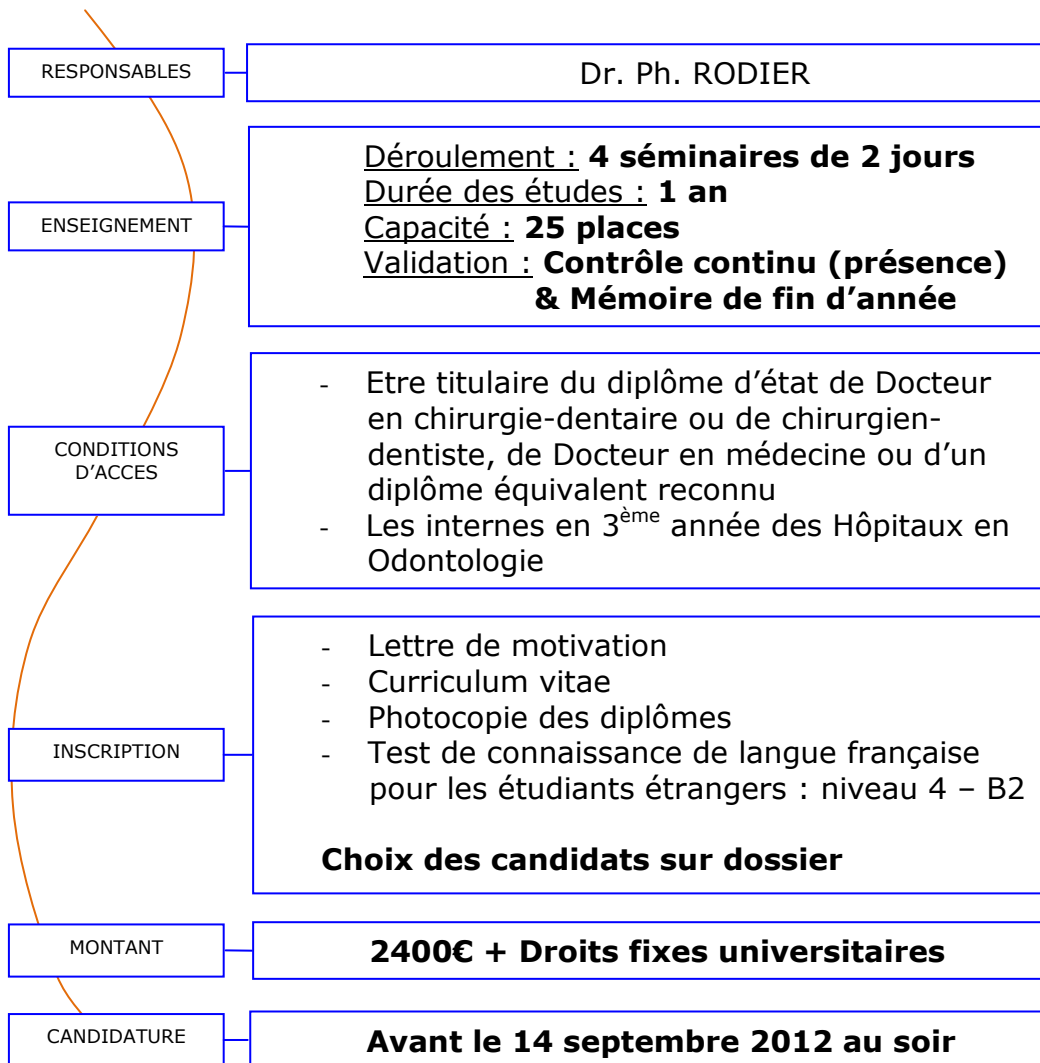 RESPONSABLES
Dr. Ph. RODIER
ENSEIGNEMENT
Déroulement : 4 séminaires de 2 jours
Durée des études : 1 an
Capacité : 25 places
Validation : Contrôle continu (présence)
& Mémoire de fin d'année
CONDITIONS
D'ACCES
- Etre titulaire du diplôme d'état de Docteur
en chirurgie-dentaire ou de chirurgien-
dentiste, de Docteur en médecine ou d'un
diplôme équivalent reconnu
- Les internes en 3ème année des Hôpitaux en
Odontologie
INSCRIPTION
- Lettre de motivation
- Curriculum vitae
- Photocopie des diplômes
- Test de connaissance de langue française
pour les étudiants étrangers : niveau 4 – B2
Choix des candidats sur dossier
MONTANT
2400€ + Droits fixes universitaires
CANDIDATURE
Avant le 14 septembre 2012 au soir